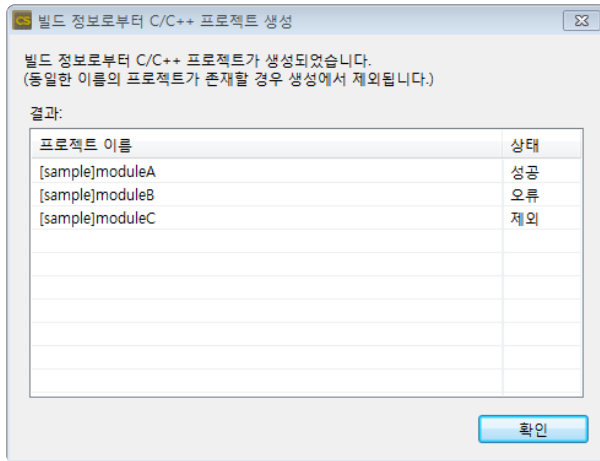 CS 빌드 정보로부터 C/C++ 프로젝트 생성
빌드 정보로부터 C/C++ 프로젝트가 생성되었습니다.
(동일한 이름의 프로젝트가 존재할 경우 생성에서 제외됩니다.)
결과:
프로젝트 이름 상태
[sample]moduleA 성공
[sample]moduleB 오류
[sample]moduleC 제외
확인